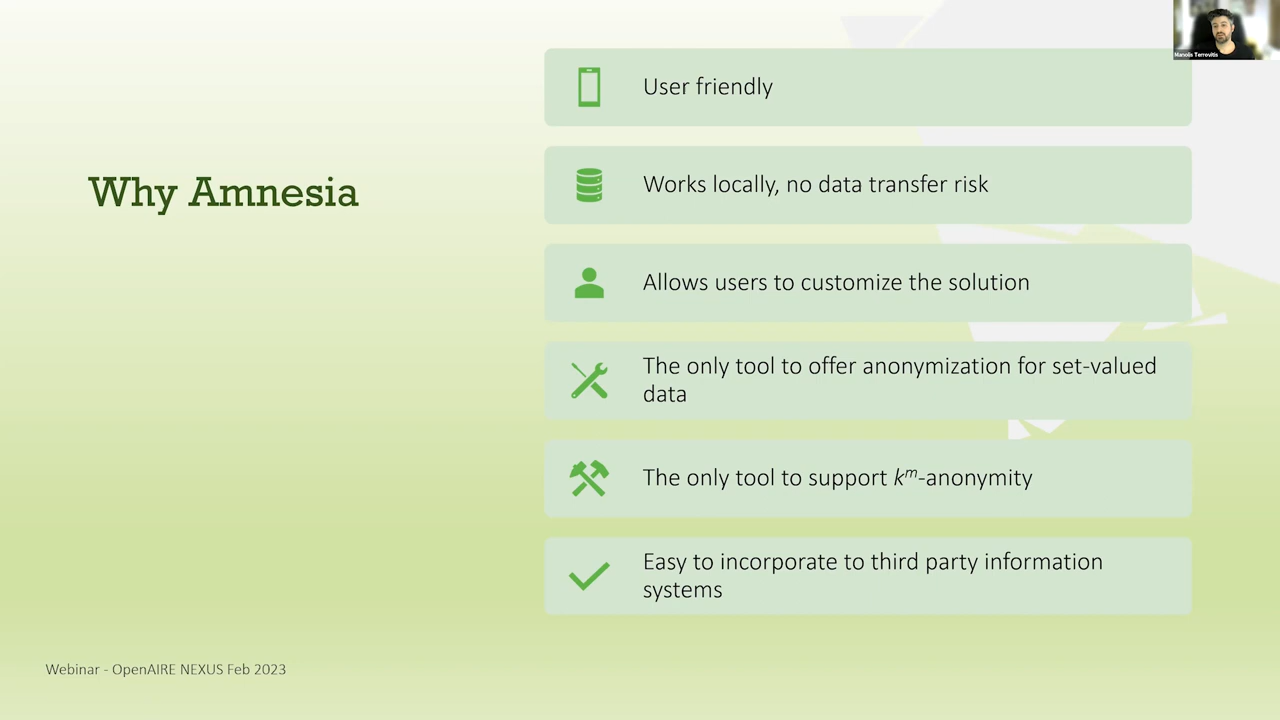 Manolis Terrovitis
User friendly
Why Amnesia
Works locally, no data transfer risk
Allows users to customize the solution
The only tool to offer anonymization for set-valued
data
The only tool to support k^m-anonymity
Easy to incorporate to third party information
systems
Webinar - OpenAIRE NEXUS Feb 2023